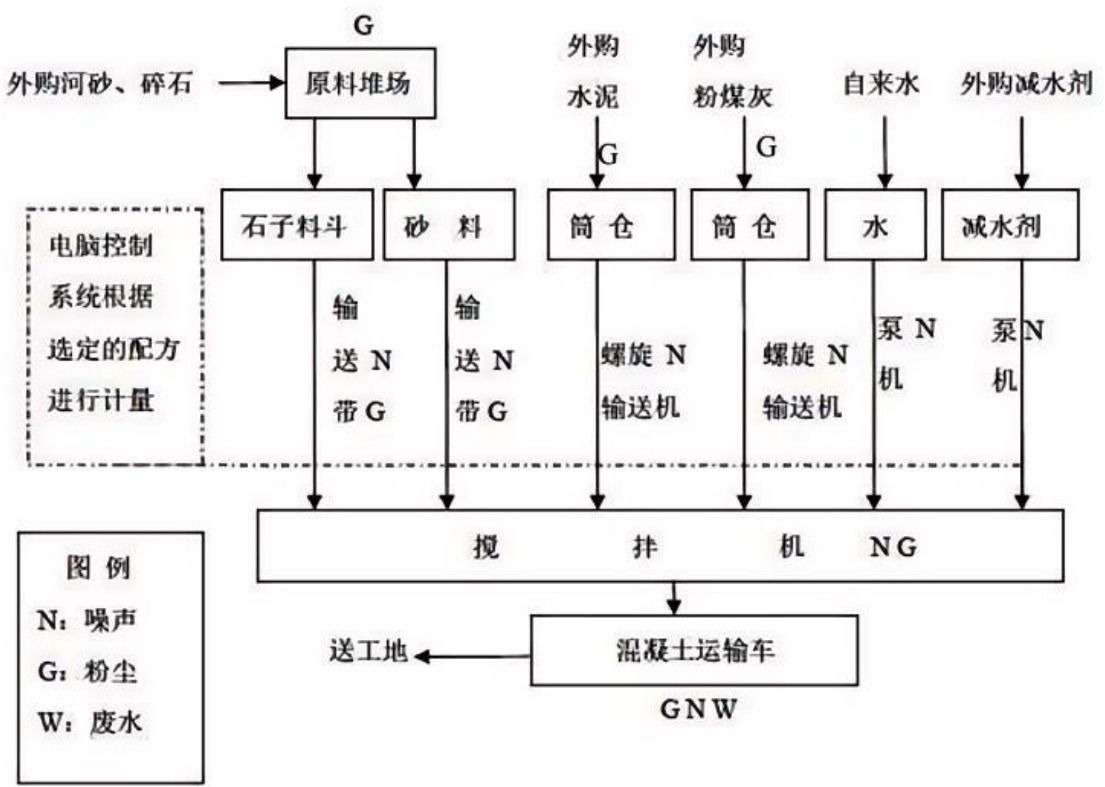 G
外购河砂、碎石
原料堆场
外购
水泥
外购
粉煤灰
自来水
外购减水剂
G
G
石子料斗
砂 料
筒 仓
筒 仓
水
减水剂
电脑控制
系统根据
选定的配方
进行计量
输
送 N
带 G
输
送 N
带 G
螺旋 N
输送机
螺旋 N
输送机
泵 N
机
泵 N
机
搅 拌 机 N G
混凝土运输车
送工地
G N W
图 例
N：噪声
G：粉尘
W：废水